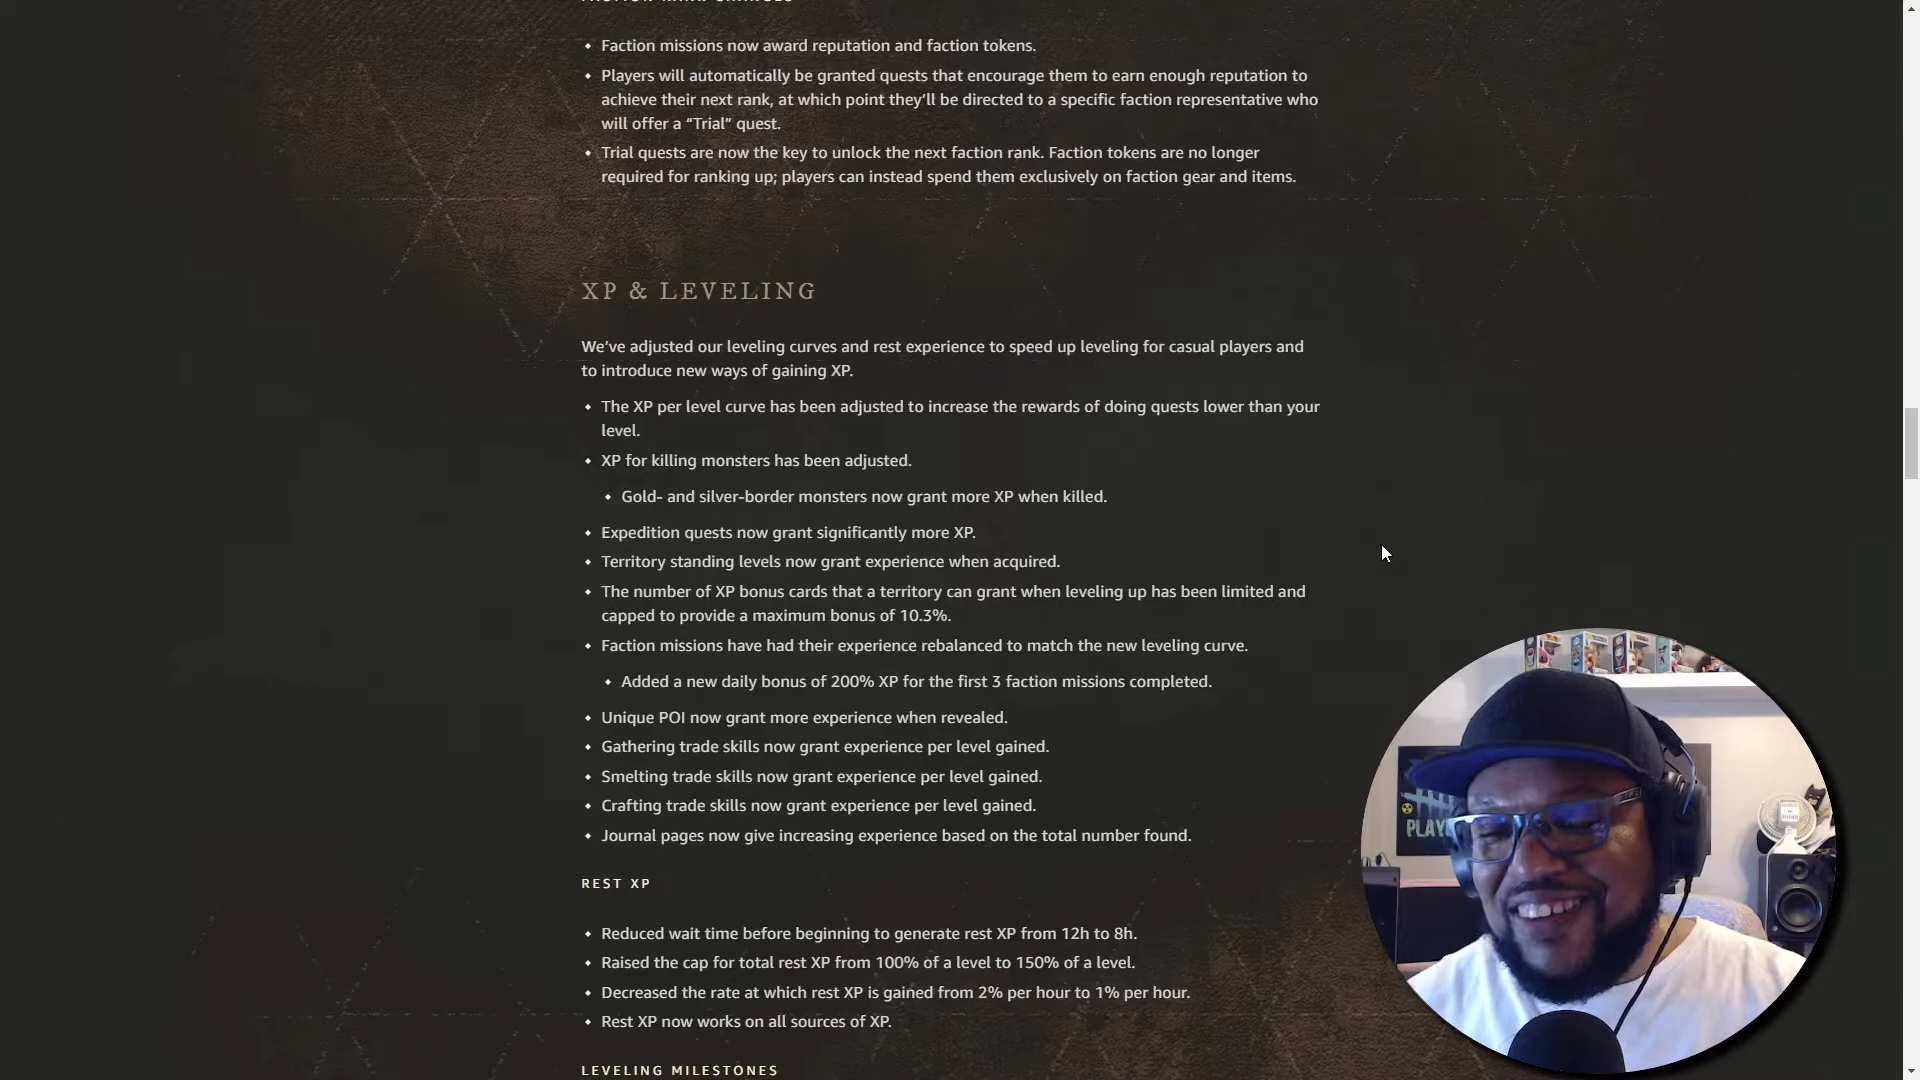 Faction missions now award reputation and faction tokens.
Players will automatically be granted quests that encourage them to earn enough reputation to
achieve their next rank, at which point they'll be directed to a specific faction representative who
will offer a “Trial” quest.
Trial quests are now the key to unlock the next faction rank. Faction tokens are no longer
required for ranking up; players can instead spend them exclusively on faction gear and items.
XP & LEVELING
We've adjusted our leveling curves and rest experience to speed up leveling for casual players and
to introduce new ways of gaining XP.
The XP per level curve has been adjusted to increase the rewards of doing quests lower than your
level.
XP for killing monsters has been adjusted.
Gold- and silver-border monsters now grant more XP when killed.
Expedition quests now grant significantly more XP.
Territory standing levels now grant experience when acquired.
The number of XP bonus cards that a territory can grant when leveling up has been limited and
capped to provide a maximum bonus of 10.3%.
Faction missions have had their experience rebalanced to match the new leveling curve.
Added a new daily bonus of 200% XP for the first 3 faction missions completed.
Unique POI now grant more experience when revealed.
Gathering trade skills now grant experience per level gained.
Smelting trade skills now grant experience per level gained.
Crafting trade skills now grant experience per level gained.
Journal pages now give increasing experience based on the total number found.
REST XP
Reduced wait time before beginning to generate rest XP from 12h to 8h.
Raised the cap for total rest XP from 100% of a level to 150% of a level.
Decreased the rate at which rest XP is gained from 2% per hour to 1% per hour.
Rest XP now works on all sources of XP.
LEVELING MILESTONES